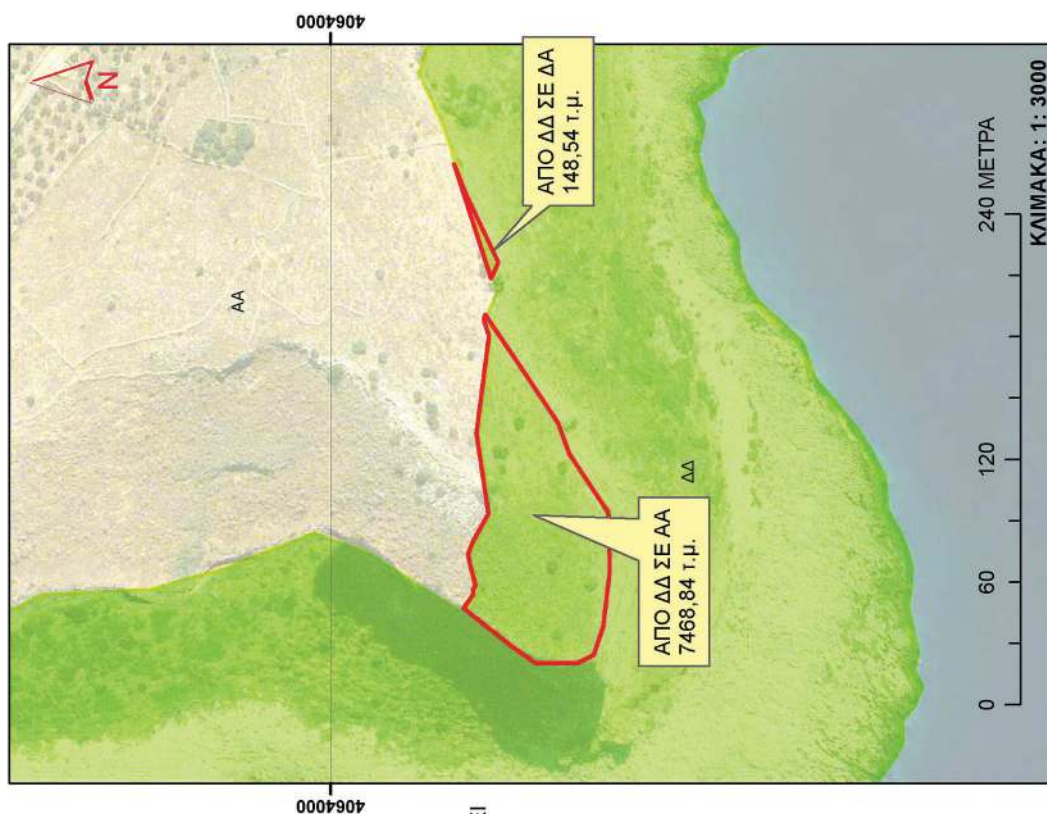 4064000
N
ΑΠΟ ΔΔ ΣΕ ΔΑ
148,54 τ.μ.
ΑΑ
ΔΔ
ΑΠΟ ΔΔ ΣΕ ΑΑ
7468,84 τ.μ.
4064000
0 60 120 240 ΜΕΤΡΑ
ΚΛΙΜΑΚΑ: 1: 3000